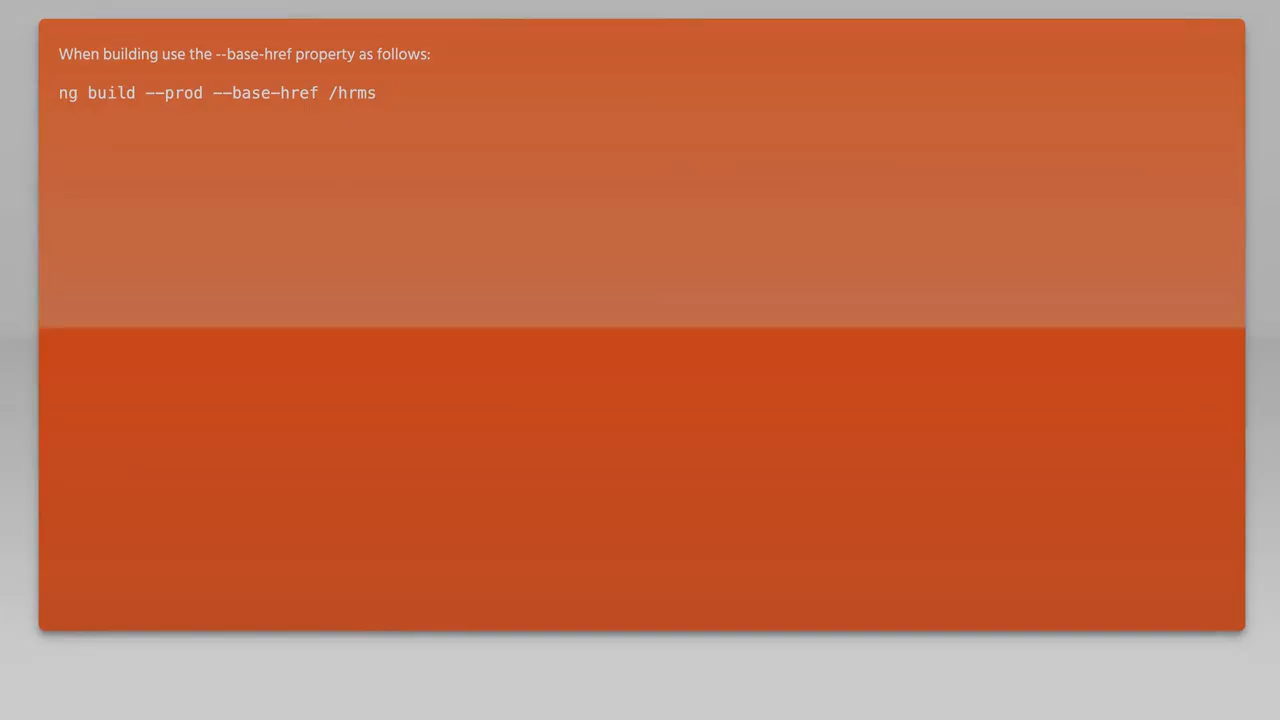 When building use the --base-href property as follows:
ng build --prod --base-href /hrms